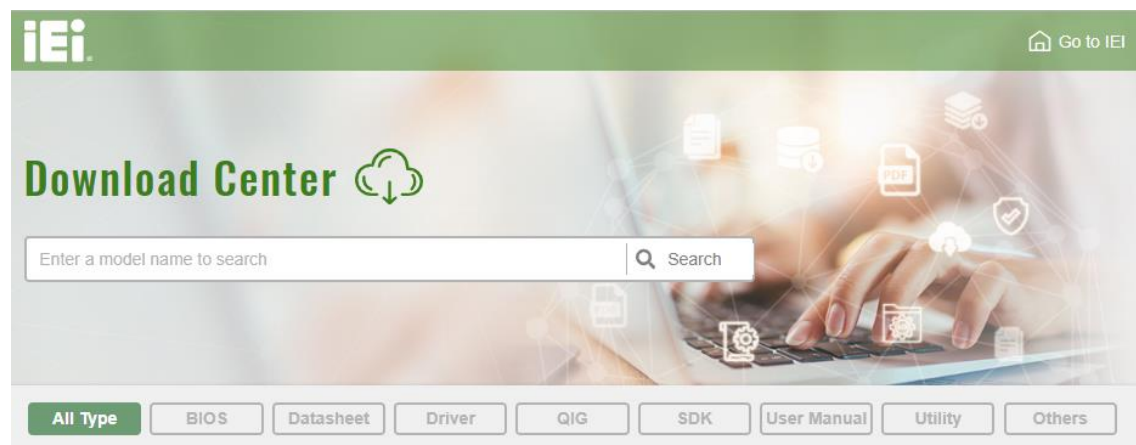 iEi
Go to IEI
Download Center
Enter a model name to search
Search
PDF
All Type
BIOS
Datasheet
Driver
QIG
SDK
User Manual
Utility
Others